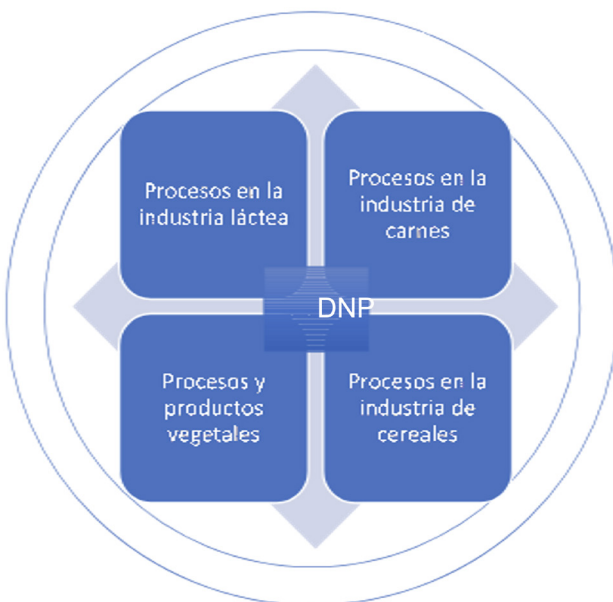 Procesos en la
industria láctea
Procesos en la
industria de
carnes
DNP
Procesos y
productos
vegetales
Procesos en la
industria de
cereales